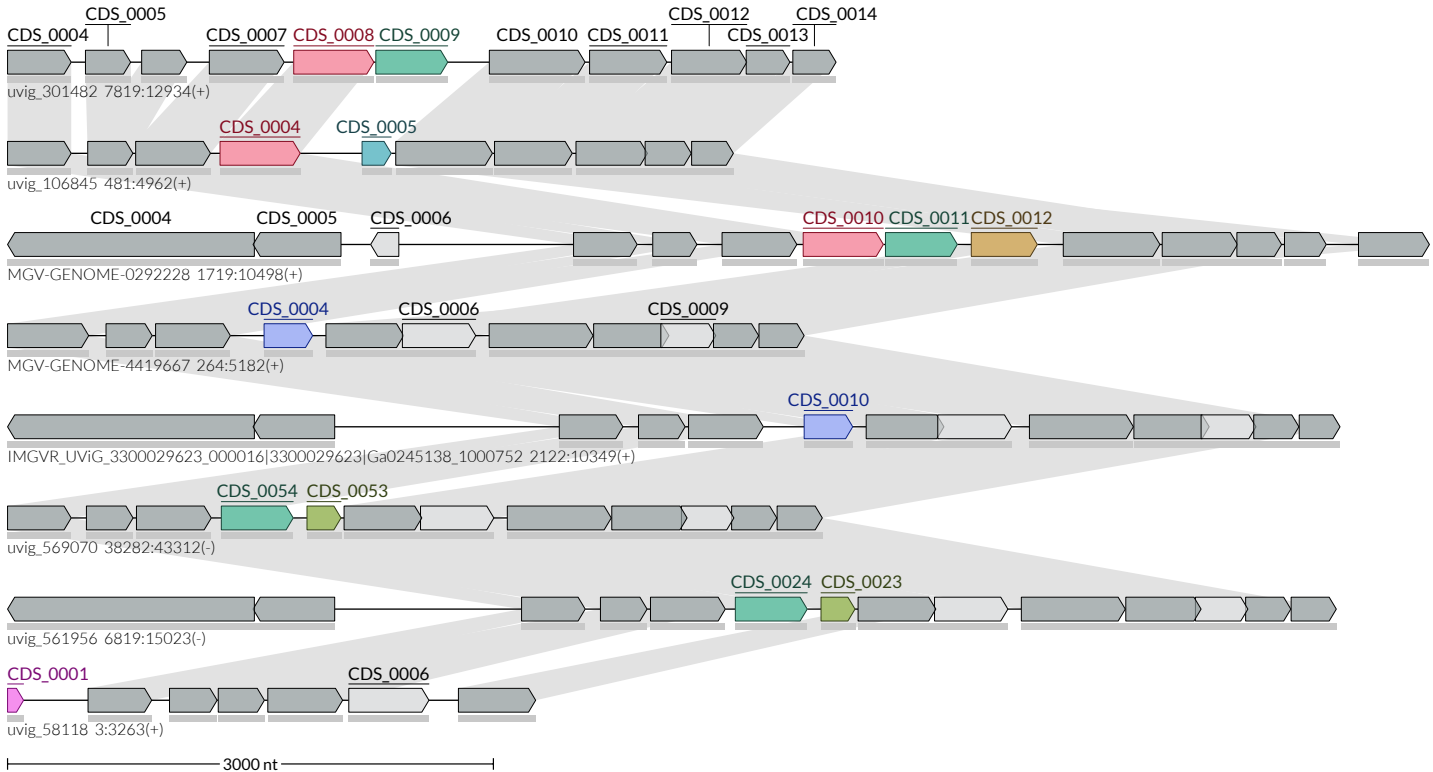 CDS_0005 CDS_0012 CDS_0014
CDS_0004 CDS_0007 CDS_0008 CDS_0009 CDS_0010 CDS_0011 CDS_0013
uvig_301482 7819:12934(+)
CDS_0004 CDS_0005
uvig_106845 481:4962(+)
CDS_0004 CDS_0005 CDS_0006 CDS_0010 CDS_0011 CDS_0012
MGV-GENOME-0292228 1719:10498(+)
CDS_0004 CDS_0006 CDS_0009
MGV-GENOME-4419667 264:5182(+)
CDS_0010
IMGVR_UViG_3300029623_000016|3300029623|Ga0245138_1000752 2122:10349(+)
CDS_0054 CDS_0053
uvig_569070 38282:43312(-)
CDS_0024 CDS_0023
uvig_561956 6819:15023(-)
CDS_0001 CDS_0006
uvig_58118 3:3263(+)
3000 nt